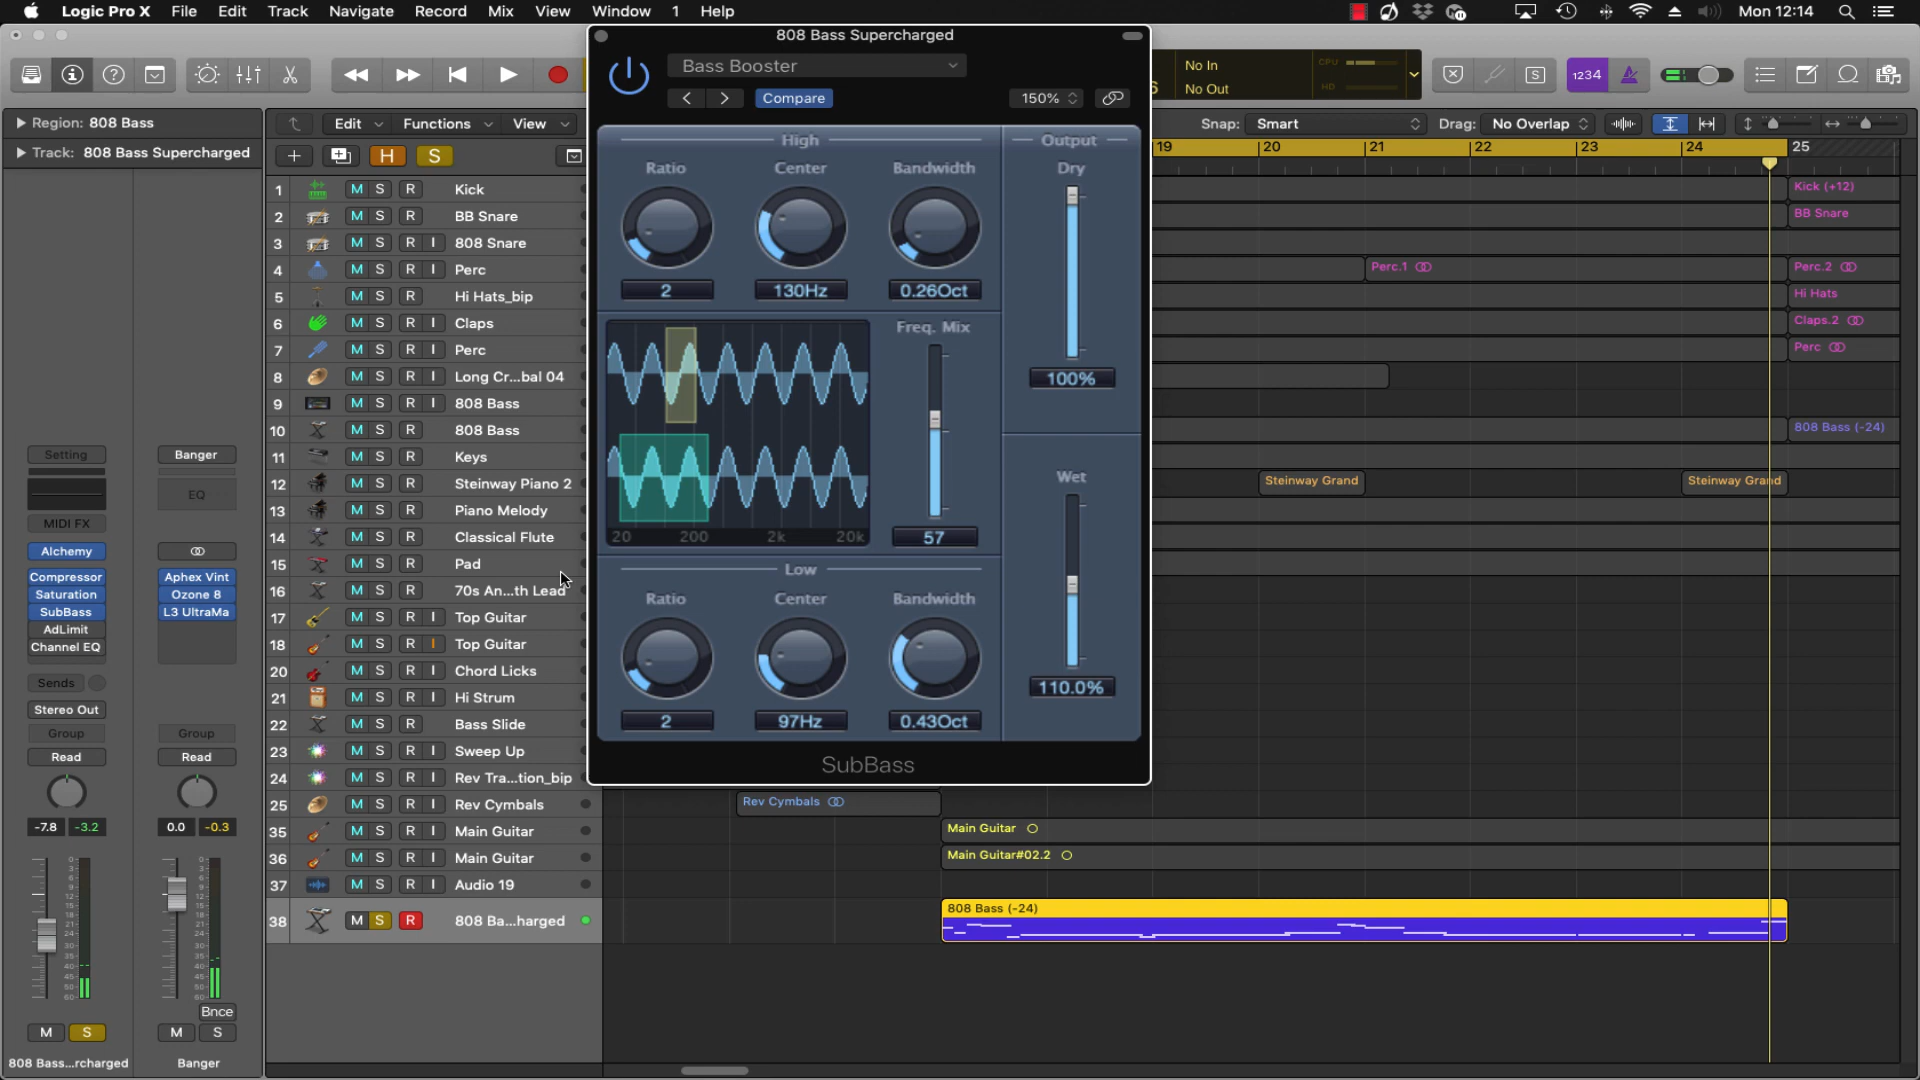 Logic Pro X File Edit Track Navigate Record Mix View Window 1 Help Mon 12:14
808 Bass Supercharged
Bass Booster
Compare
150%
No In
No Out
CPU
HD
1234
Region: 808 Bass
Track: 808 Bass Supercharged
Edit Functions View
Snap: Smart Drag: No Overlap
H S
19 20 21 22 23 24 25
1 M S R Kick
2 M S R BB Snare
3 M S R I 808 Snare
4 M S R I Perc
5 M S R I Hi Hats_bip
6 M S R I Claps
7 M S R I Perc
8 M S R I Long Cr...bal 04
9 M S R I 808 Bass
10 M S R 808 Bass
11 M S R Keys
12 M S R Steinway Piano 2
13 M S R Piano Melody
14 M S R Classical Flute
15 M S R Pad
16 M S R 70s An...th Lead
17 M S R I Top Guitar
18 M S R I Top Guitar
20 M S R I Chord Licks
21 M S R I Hi Strum
22 M S R Bass Slide
23 M S R I Sweep Up
24 M S R I Rev Tra...tion_bip
25 M S R I Rev Cymbals
35 M S R I Main Guitar
36 M S R I Main Guitar
37 M S R I Audio 19
38 M S R 808 Ba...harged
High
Ratio Center Bandwidth
2 130Hz 0.26Oct
Freq. Mix
57
20 200 2k 20k
Low
Ratio Center Bandwidth
2 97Hz 0.43Oct
Output
Dry
100%
Wet
110.0%
SubBass
Kick (+12)
BB Snare
Perc.1
Perc.2
Hi Hats
Claps.2
Perc
808 Bass (-24)
Steinway Grand
Steinway Grand
Rev Cymbals
Main Guitar
Main Guitar#02.2
808 Bass (-24)
Setting
MIDI FX
Alchemy
Compressor
Saturation
SubBass
AdLimit
Channel EQ
Sends
Stereo Out
Group
Read
-7.8 -3.2
M S
808 Bass...rcharged
Banger
EQ
Aphex Vint
Ozone 8
L3 UltraMa
Group
Read
0.0 -0.3
Bnce
M S
Banger